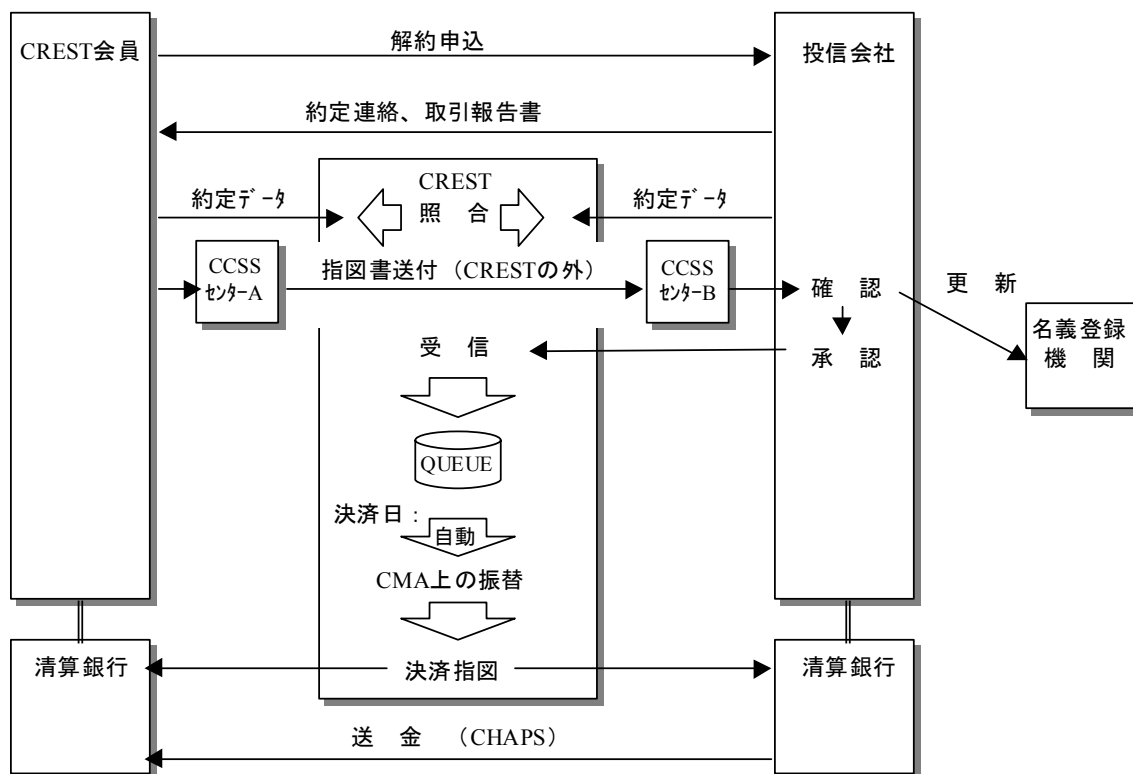 CREST会員
解約申込
投信会社
約定連絡、取引報告書
CREST
照 合
約定ﾃﾞｰﾀ
約定ﾃﾞｰﾀ
CCSS
ｾﾝﾀｰA
指図書送付（CRESTの外）
CCSS
ｾﾝﾀｰB
確 認
更 新
名義登録
機 関
受 信
承 認
QUEUE
決済日：
自動
CMA上の振替
清算銀行
決済指図
清算銀行
送 金 （CHAPS）